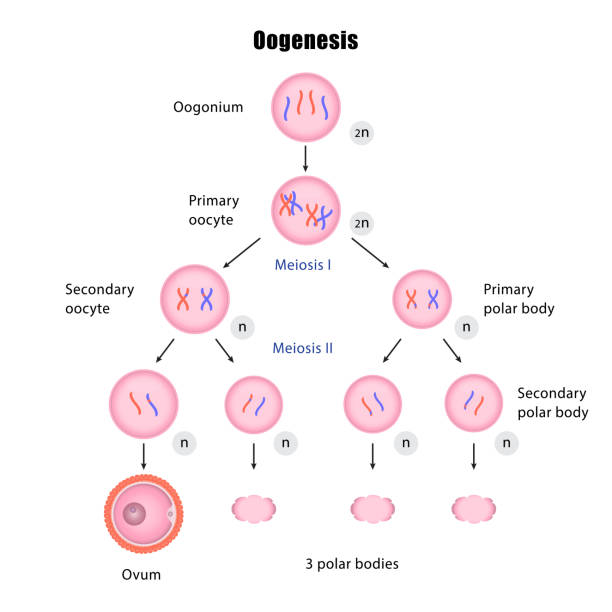 Oogenesis
Oogonium
2n
Primary
oocyte
2n
Meiosis I
Secondary
oocyte
n
Primary
polar body
n
Meiosis II
Secondary
polar body
n
n
n
n
Ovum
3 polar bodies